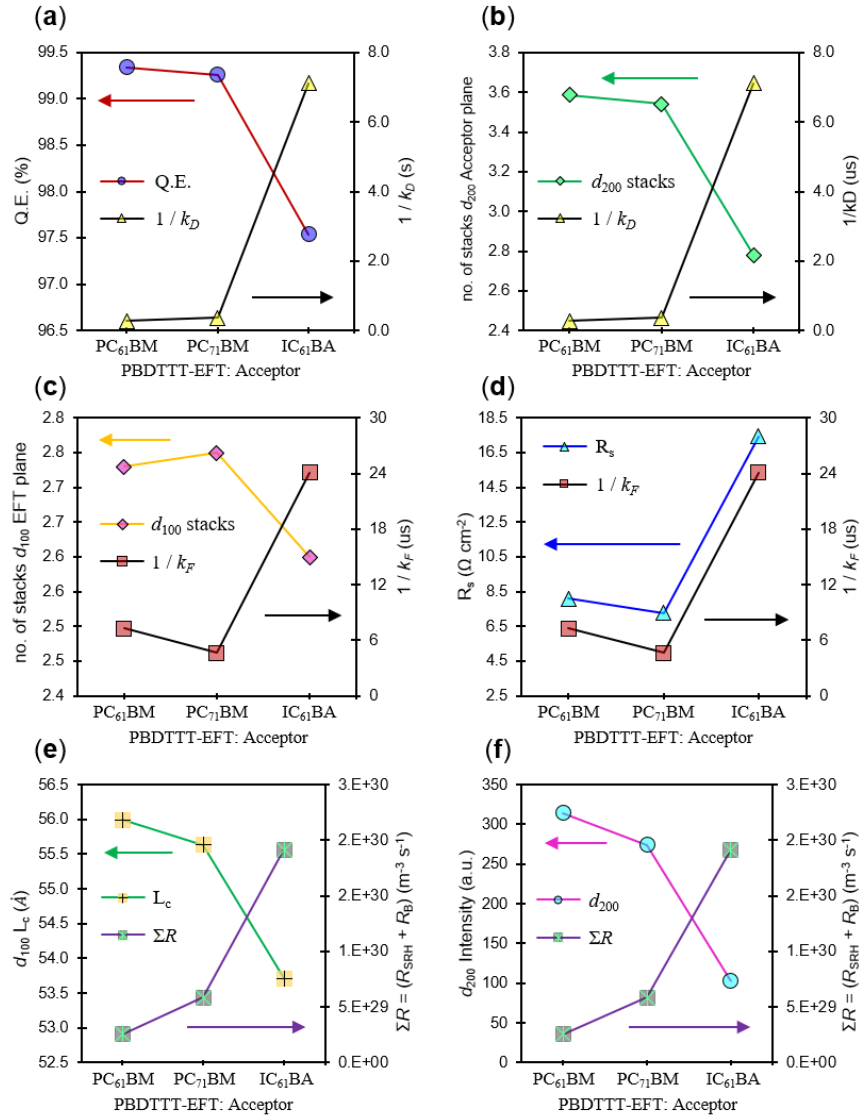 (a)
99.5
99.0
98.5
98.0
97.5
97.0
96.5
Q.E. (%)
Q.E.
1 / k_D
8.0
6.0
4.0
2.0
0.0
1 / k_D (s)
PC61BM
PC71BM
IC61BA
PBDTTT-EFT: Acceptor
(b)
3.8
3.6
3.4
3.2
3.0
2.8
2.6
2.4
no. of stacks d200 Acceptor plane
d200 stacks
1 / k_D
8.0
6.0
4.0
2.0
0.0
1/kD (us)
PC61BM
PC71BM
IC61BA
PBDTTT-EFT: Acceptor
(c)
2.8
2.8
2.7
2.7
2.6
2.6
2.5
2.5
2.4
no. of stacks d100 EFT plane
d100 stacks
1 / k_F
30
24
18
12
6
0
1 / k_F (us)
PC61BM
PC71BM
IC61BA
PBDTTT-EFT: Acceptor
(d)
18.5
16.5
14.5
12.5
10.5
8.5
6.5
4.5
2.5
Rs (Ω cm-2)
Rs
1 / k_F
30
24
18
12
6
0
1 / k_F (us)
PC61BM
PC71BM
IC61BA
PBDTTT-EFT: Acceptor
(e)
56.5
56.0
55.5
55.0
54.5
54.0
53.5
53.0
52.5
d100 Lc (Å)
Lc
ΣR
3.E+30
2.E+30
2.E+30
1.E+30
5.E+29
0.E+00
ΣR = (RSRH + RB) (m-3 s-1)
PC61BM
PC71BM
IC61BA
PBDTTT-EFT: Acceptor
(f)
350
300
250
200
150
100
50
0
d200 Intensity (a.u.)
d200
ΣR
3.E+30
2.E+30
2.E+30
1.E+30
5.E+29
0.E+00
ΣR = (RSRH + RB) (m-3 s-1)
PC61BM
PC71BM
IC61BA
PBDTTT-EFT: Acceptor